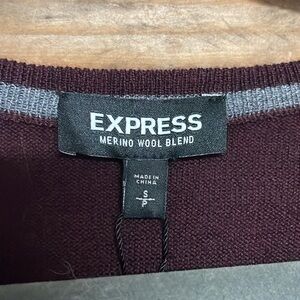 EXPRESS
MERINO WOOL BLEND
MADE IN
CHINA
S
P